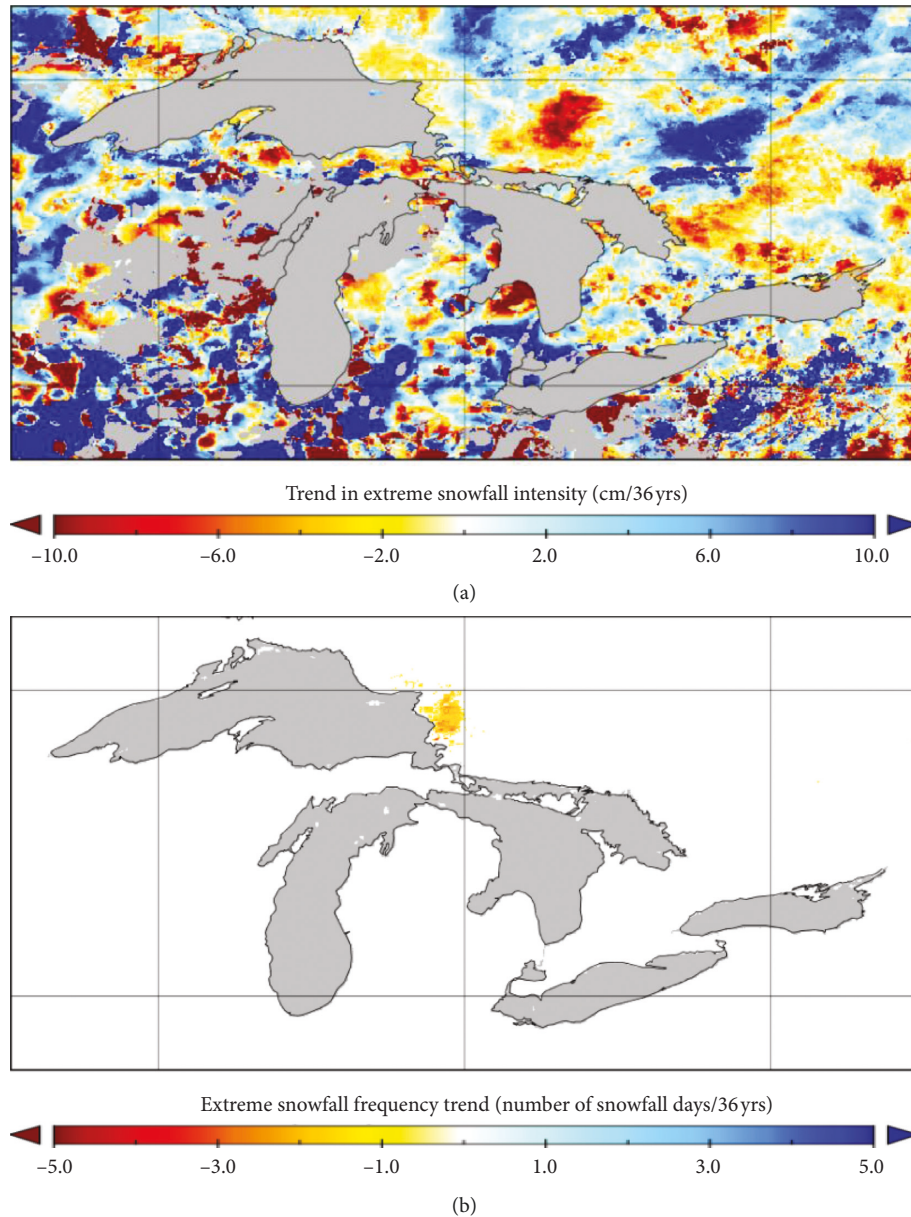 Trend in extreme snowfall intensity (cm/36 yrs)
–10.0 –6.0 –2.0 2.0 6.0 10.0
(a)
Extreme snowfall frequency trend (number of snowfall days/36 yrs)
–5.0 –3.0 –1.0 1.0 3.0 5.0
(b)